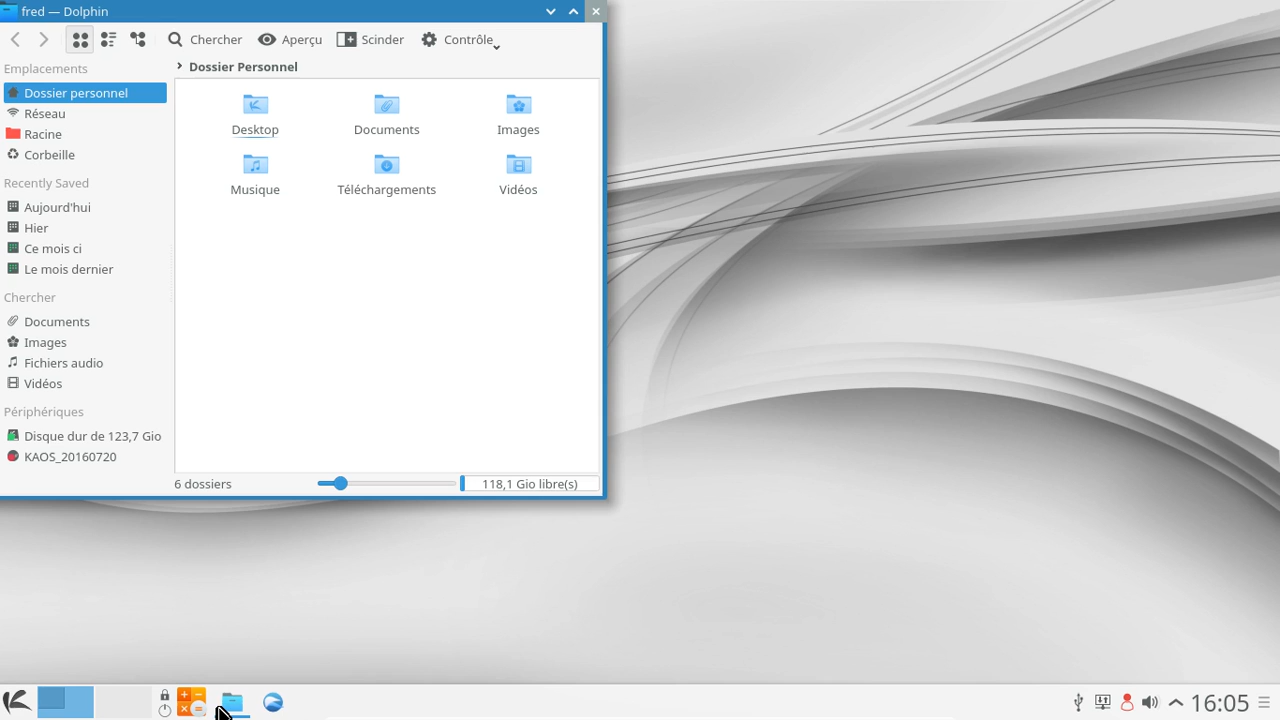 fred — Dolphin
Chercher Aperçu Scinder Contrôle
Emplacements
Dossier personnel
Réseau
Racine
Corbeille
Recently Saved
Aujourd'hui
Hier
Ce mois ci
Le mois dernier
Chercher
Documents
Images
Fichiers audio
Vidéos
Périphériques
Disque dur de 123,7 Gio
KAOS_20160720
Dossier Personnel
Desktop Documents Images
Musique Téléchargements Vidéos
6 dossiers 118,1 Gio libre(s)
16:05